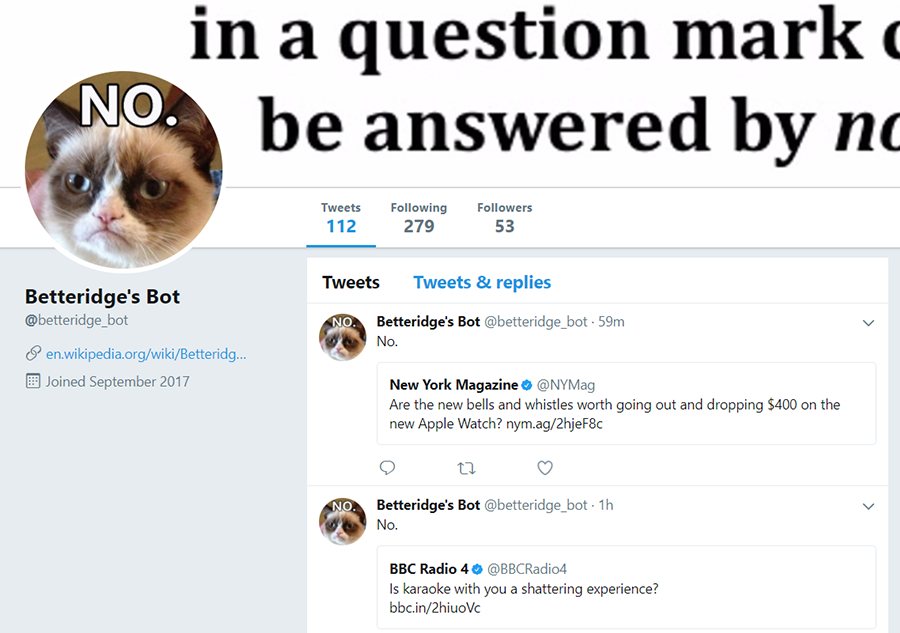 in a question mark
be answered by
NO.
Tweets
112
Following
279
Followers
53
Betteridge's Bot
@betteridge_bot
en.wikipedia.org/wiki/Betteridg...
Joined September 2017
Tweets
Tweets & replies
NO.
Betteridge's Bot @betteridge_bot · 59m
No.
New York Magazine @NYMag
Are the new bells and whistles worth going out and dropping $400 on the
new Apple Watch? nym.ag/2hjeF8c
NO.
Betteridge's Bot @betteridge_bot · 1h
No.
BBC Radio 4 @BBCRadio4
Is karaoke with you a shattering experience?
bbc.in/2hiuoVc